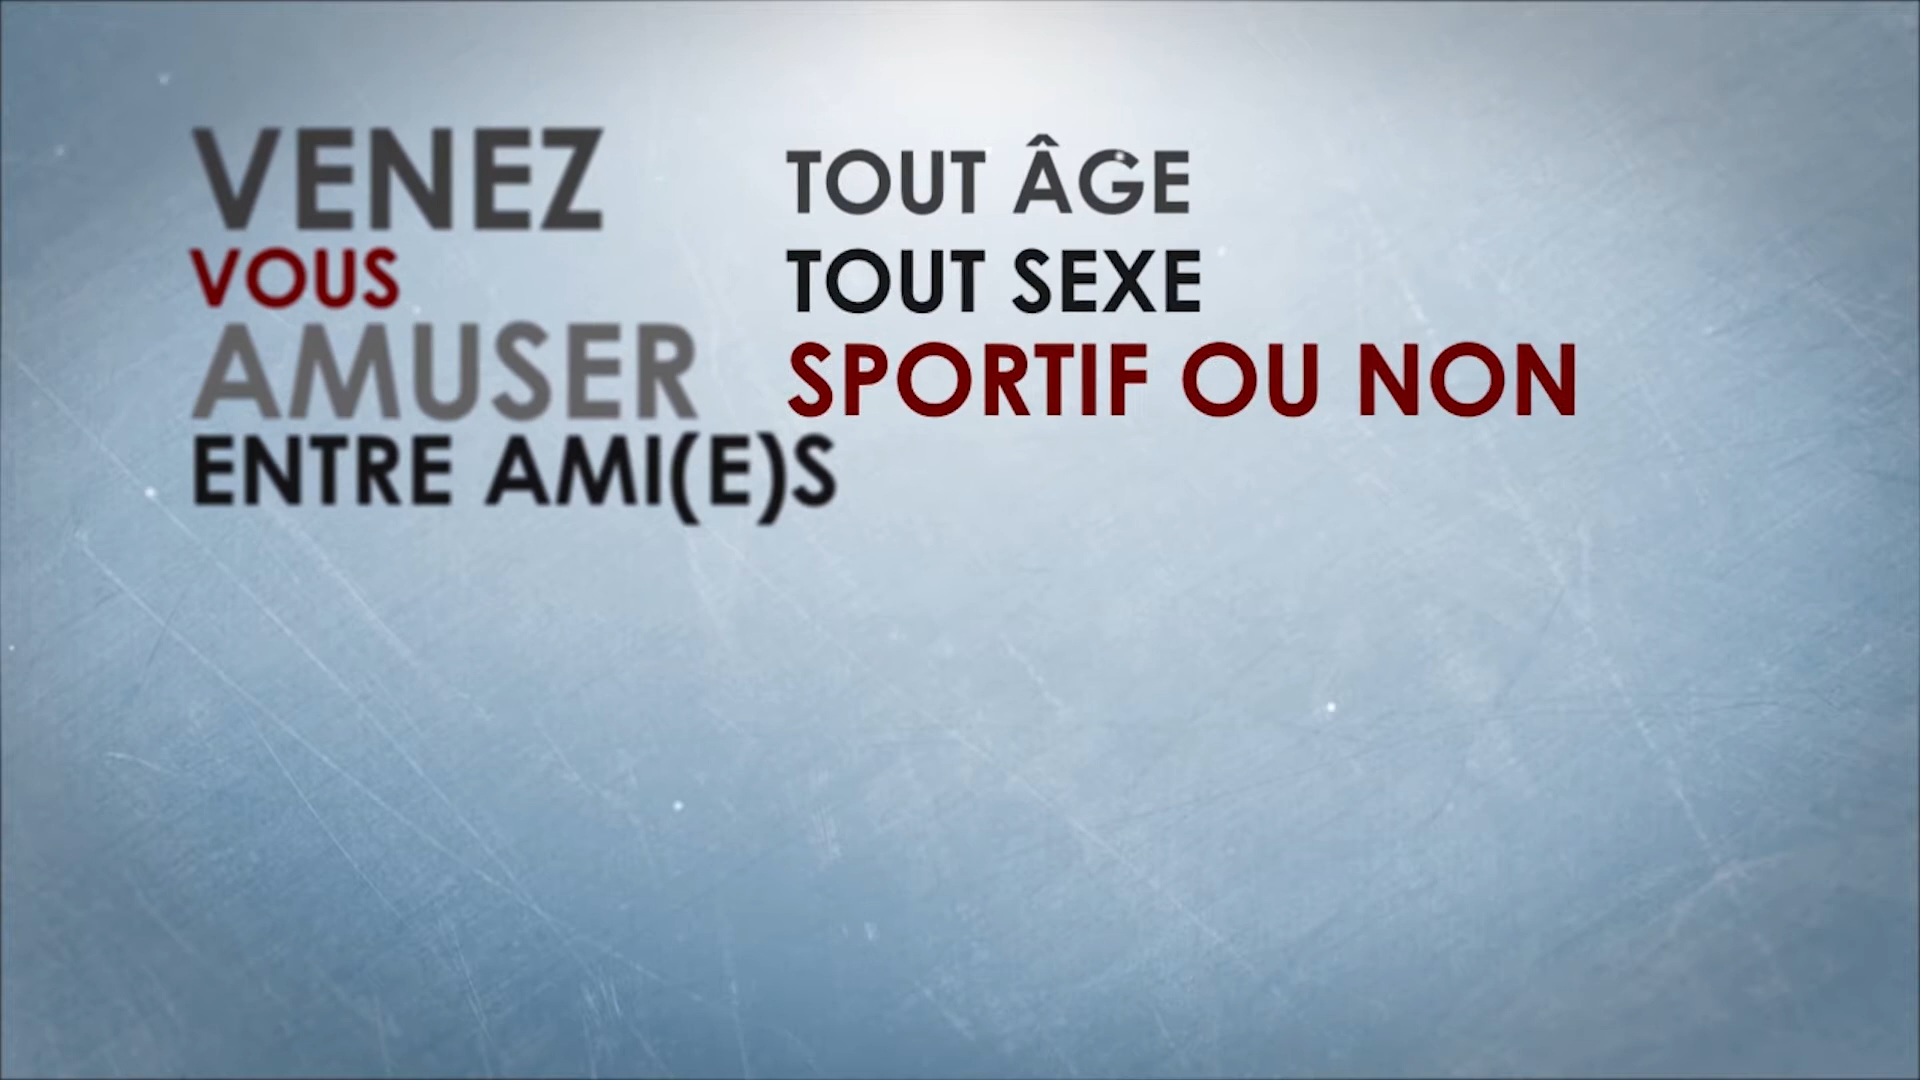 VENEZ
VOUS
AMUSER
ENTRE AMI(E)S
TOUT ÂGE
TOUT SEXE
SPORTIF OU NON